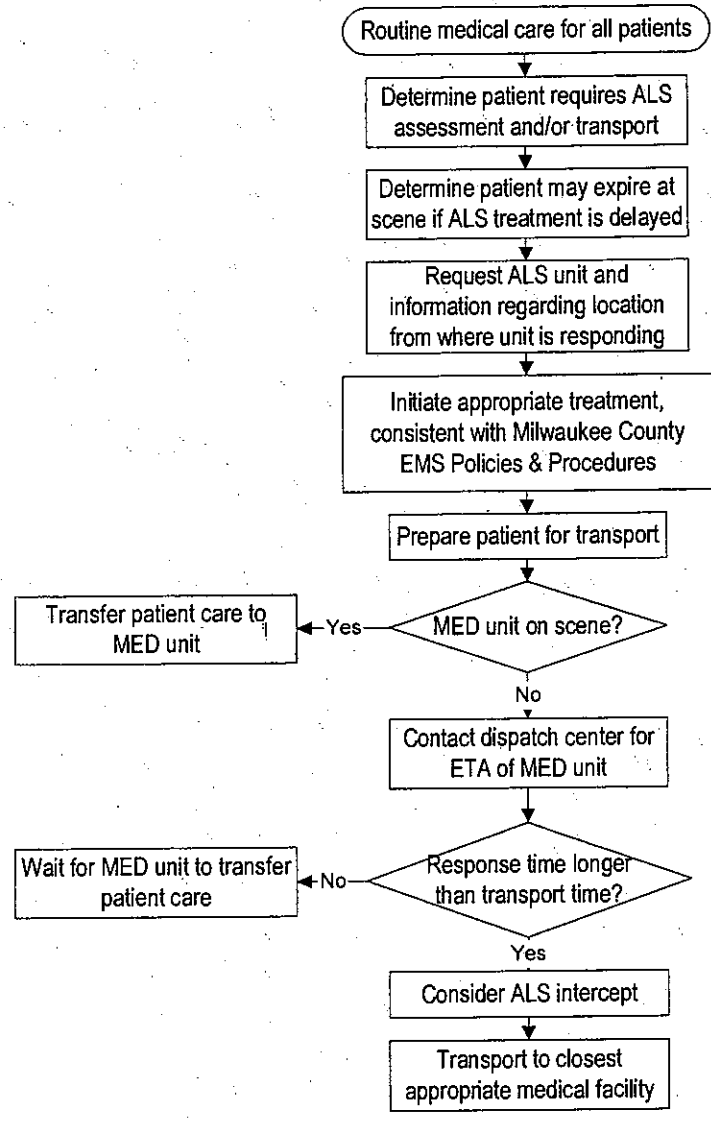 Routine medical care for all patients
Determine patient requires ALS
assessment and/or transport
Determine patient may expire at
scene if ALS treatment is delayed
Request ALS unit and
information regarding location
from where unit is responding
Initiate appropriate treatment,
consistent with Milwaukee County
EMS Policies & Procedures
Prepare patient for transport
MED unit on scene?
Yes
Transfer patient care to
MED unit
No
Contact dispatch center for
ETA of MED unit
Response time longer
than transport time?
No
Wait for MED unit to transfer
patient care
Yes
Consider ALS intercept
Transport to closest
appropriate medical facility